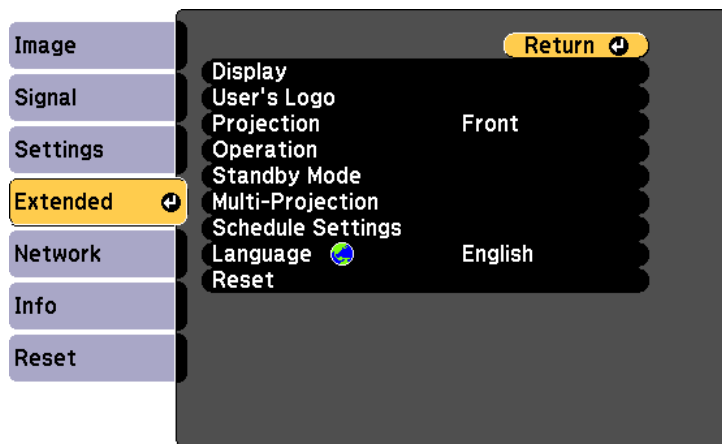 Image
Signal
Settings
Extended
Network
Info
Reset
Return
Display
User's Logo
Projection Front
Operation
Standby Mode
Multi-Projection
Schedule Settings
Language English
Reset